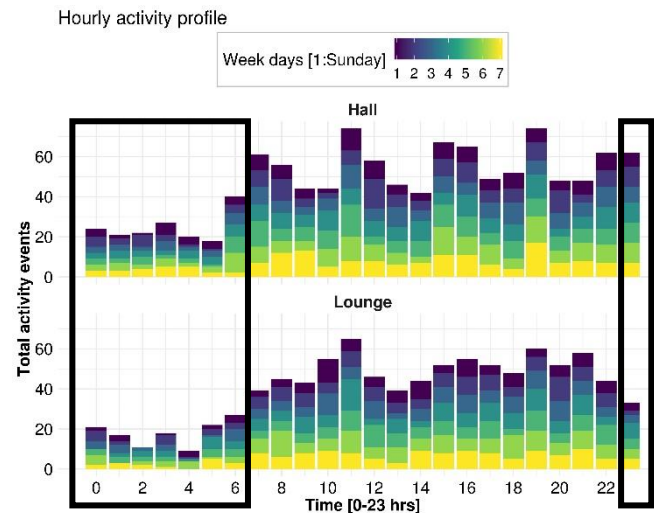 Hourly activity profile
Week days [1:Sunday]
1 2 3 4 5 6 7
Hall
60
40
20
0
Total activity events
Lounge
60
40
20
0
0 2 4 6 8 10 12 14 16 18 20 22
Time [0-23 hrs]